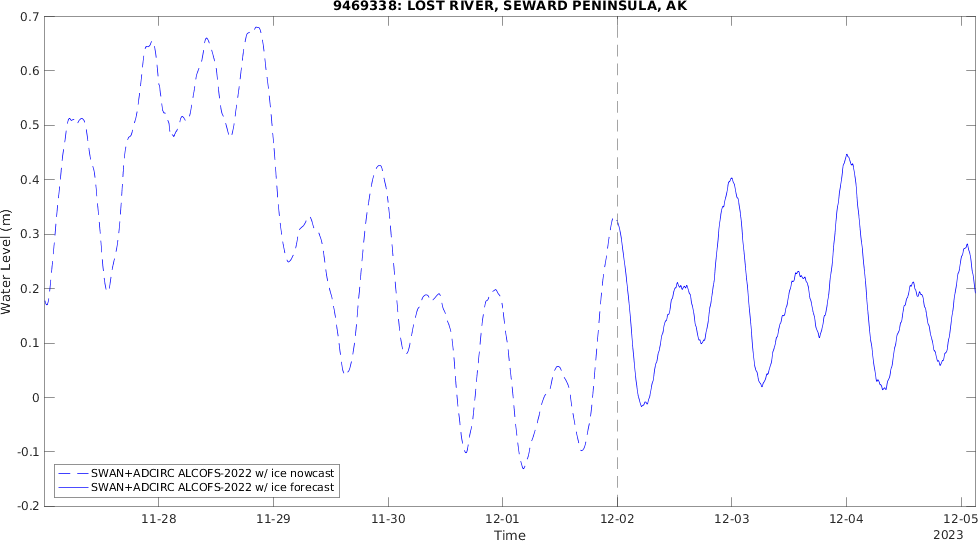 9469338: LOST RIVER, SEWARD PENINSULA, AK
0.7
0.6
0.5
0.4
0.3
0.2
0.1
0
-0.1
-0.2
Water Level (m)
SWAN+ADCIRC ALCOFS-2022 w/ ice nowcast
SWAN+ADCIRC ALCOFS-2022 w/ ice forecast
11-28 11-29 11-30 12-01 12-02 12-03 12-04 12-05
Time
2023